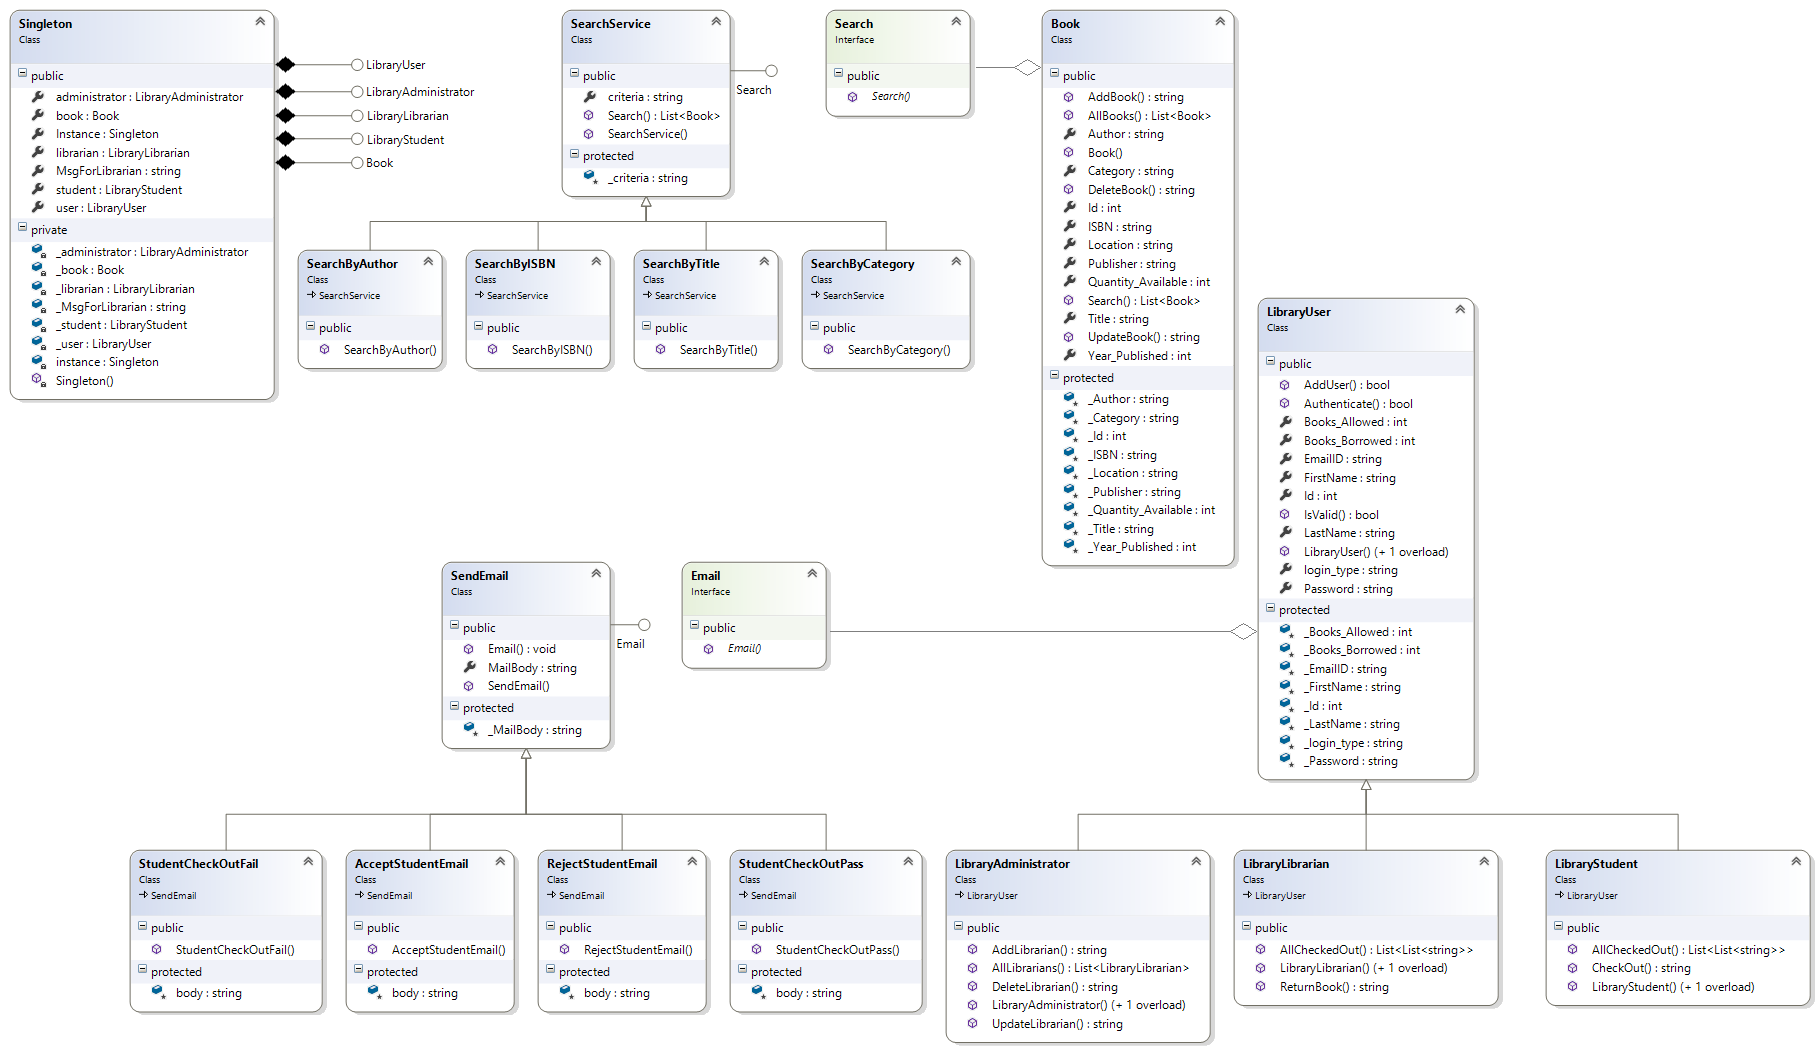 Singleton
Class
public
administrator : LibraryAdministrator
book : Book
Instance : Singleton
librarian : LibraryLibrarian
MsgForLibrarian : string
student : LibraryStudent
user : LibraryUser
private
_administrator : LibraryAdministrator
_book : Book
_librarian : LibraryLibrarian
_MsgForLibrarian : string
_student : LibraryStudent
_user : LibraryUser
instance : Singleton
Singleton()
LibraryUser
LibraryAdministrator
LibraryLibrarian
LibraryStudent
Book
SearchService
Class
public
criteria : string
Search() : List<Book>
SearchService()
protected
_criteria : string
Search
Search
Interface
public
Search()
Book
Class
public
AddBook() : string
AllBooks() : List<Book>
Author : string
Book()
Category : string
DeleteBook() : string
Id : int
ISBN : string
Location : string
Publisher : string
Quantity_Available : int
Search() : List<Book>
Title : string
UpdateBook() : string
Year_Published : int
protected
_Author : string
_Category : string
_Id : int
_ISBN : string
_Location : string
_Publisher : string
_Quantity_Available : int
_Title : string
_Year_Published : int
SearchByAuthor
Class
SearchService
public
SearchByAuthor()
SearchByISBN
Class
SearchService
public
SearchByISBN()
SearchByTitle
Class
SearchService
public
SearchByTitle()
SearchByCategory
Class
SearchService
public
SearchByCategory()
LibraryUser
Class
public
AddUser() : bool
Authenticate() : bool
Books_Allowed : int
Books_Borrowed : int
EmailID : string
FirstName : string
Id : int
IsValid() : bool
LastName : string
LibraryUser() (+ 1 overload)
login_type : string
Password : string
protected
_Books_Allowed : int
_Books_Borrowed : int
_EmailID : string
_FirstName : string
_Id : int
_LastName : string
_login_type : string
_Password : string
SendEmail
Class
public
Email() : void
MailBody : string
SendEmail()
protected
_MailBody : string
Email
Email
Interface
public
Email()
StudentCheckOutFail
Class
SendEmail
public
StudentCheckOutFail()
protected
body : string
AcceptStudentEmail
Class
SendEmail
public
AcceptStudentEmail()
protected
body : string
RejectStudentEmail
Class
SendEmail
public
RejectStudentEmail()
protected
body : string
StudentCheckOutPass
Class
SendEmail
public
StudentCheckOutPass()
protected
body : string
LibraryAdministrator
Class
LibraryUser
public
AddLibrarian() : string
AllLibrarians() : List<LibraryLibrarian>
DeleteLibrarian() : string
LibraryAdministrator() (+ 1 overload)
UpdateLibrarian() : string
LibraryLibrarian
Class
LibraryUser
public
AllCheckedOut() : List<List<string>>
LibraryLibrarian() (+ 1 overload)
ReturnBook() : string
LibraryStudent
Class
LibraryUser
public
AllCheckedOut() : List<List<string>>
CheckOut() : string
LibraryStudent() (+ 1 overload)